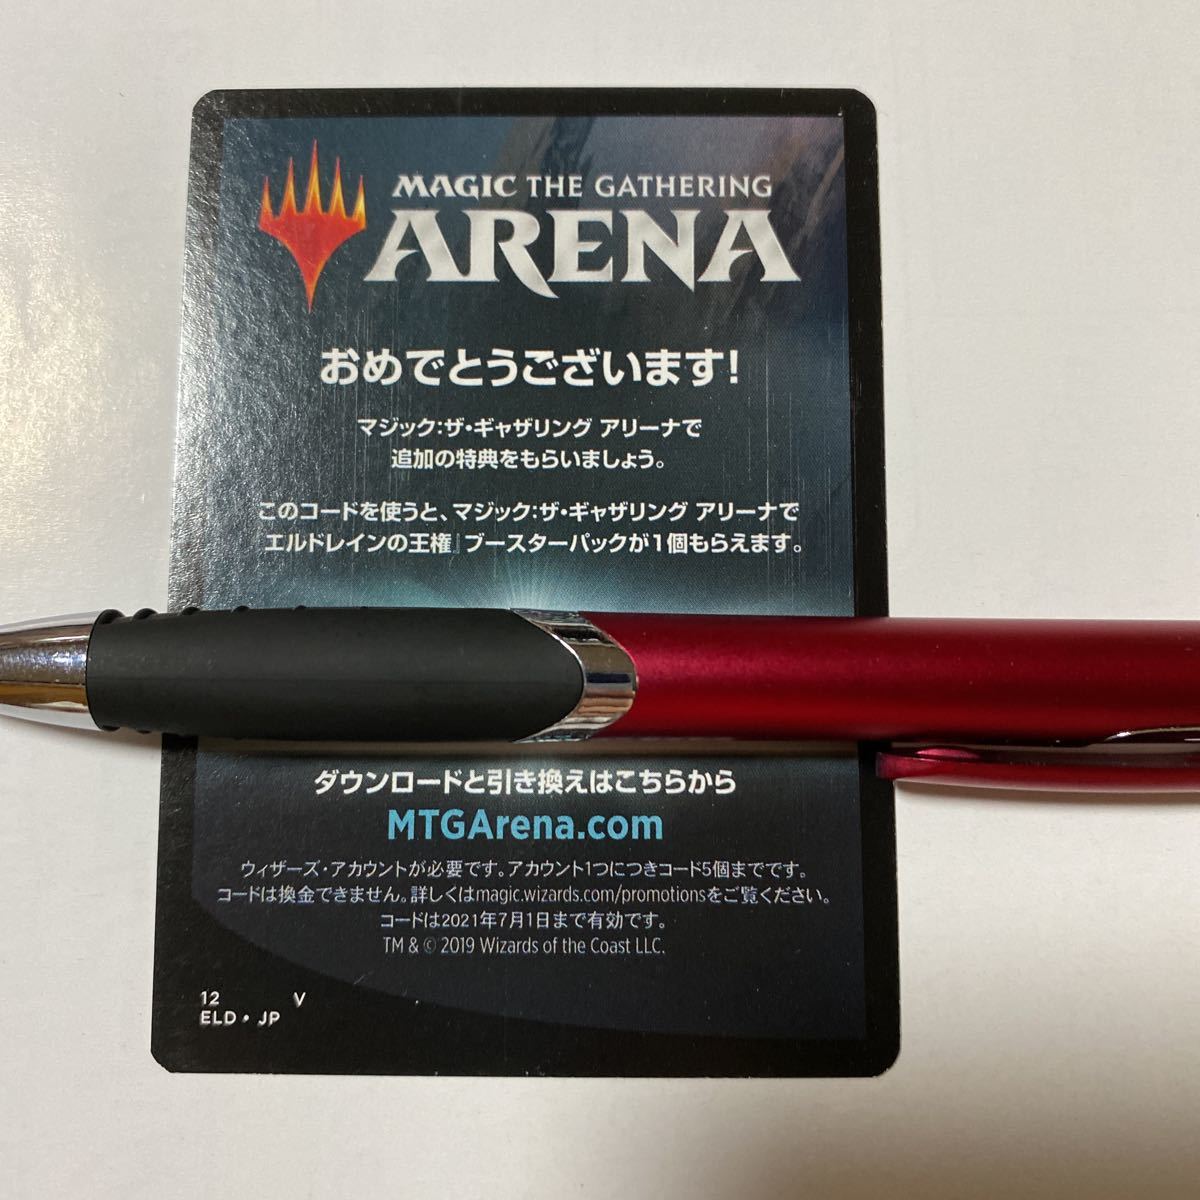 MAGIC THE GATHERING
ARENA
おめでとうございます!
マジック:ザ・ギャザリング アリーナで
追加の特典をもらいましょう。
このコードを使うと、マジック:ザ・ギャザリング アリーナで
エルドレインの王権』ブースターパックが1個もらえます。
ダウンロードと引き換えはこちらから
MTGArena.com
ウィザーズ・アカウントが必要です。アカウント1つにつきコード5個までです。
コードは換金できません。詳しくはmagic.wizards.com/promotionsをご覧ください。
コードは2021年7月1日まで有効です。
TM & © 2019 Wizards of the Coast LLC.
12 V
ELD • JP